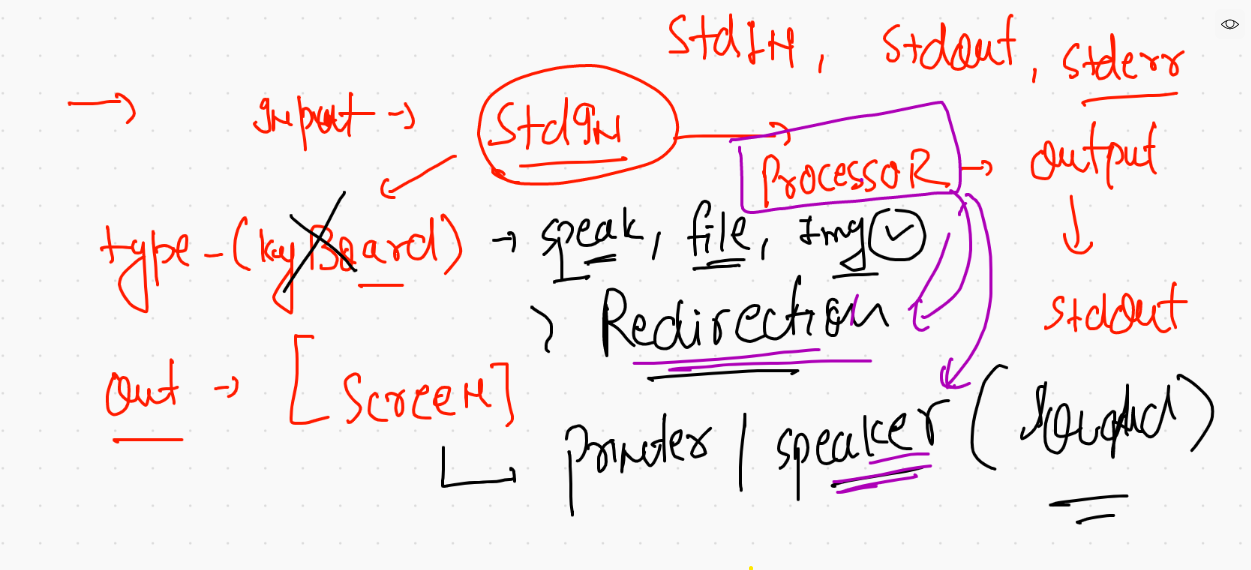 StdIN, Stdout, stderr
Input → StdIN → Processor → output
type - (keyBoard) → speak, file, Img
Redirection
stdout
out → [Screen]
printer / speaker (sound)